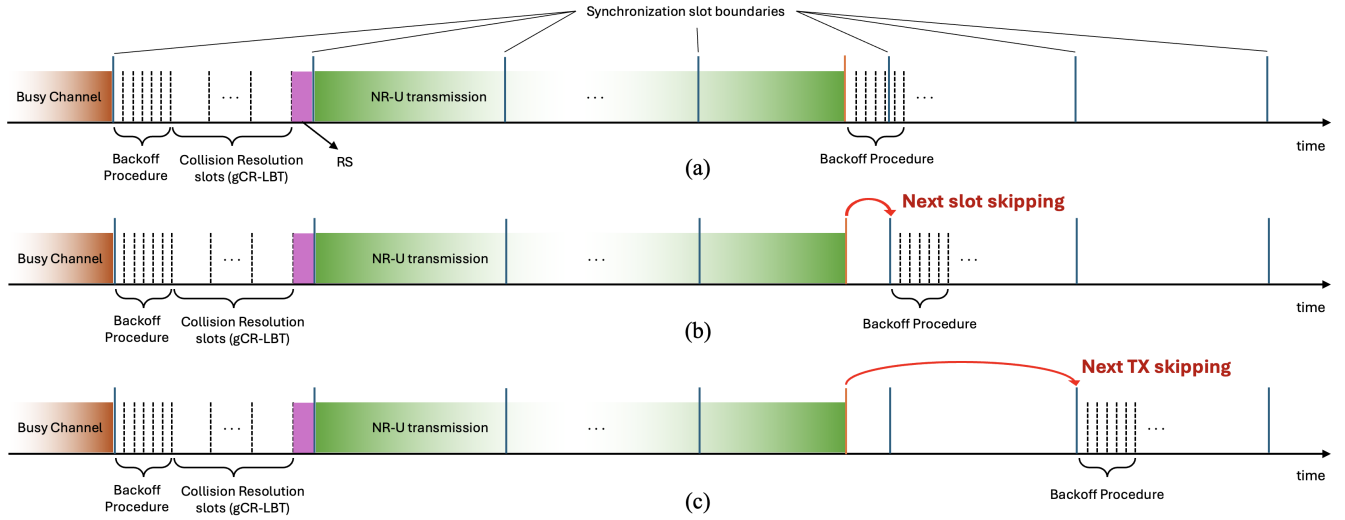 Synchronization slot boundaries
Busy Channel
NR-U transmission
...
...
...
Backoff
Procedure
Collision Resolution
slots (gCR-LBT)
RS
Backoff Procedure
time
(a)
Next slot skipping
Busy Channel
...
NR-U transmission
...
...
time
Backoff
Procedure
Collision Resolution
slots (gCR-LBT)
Backoff Procedure
(b)
Next TX skipping
Busy Channel
...
NR-U transmission
...
...
time
Backoff
Procedure
Collision Resolution
slots (gCR-LBT)
Backoff Procedure
(c)